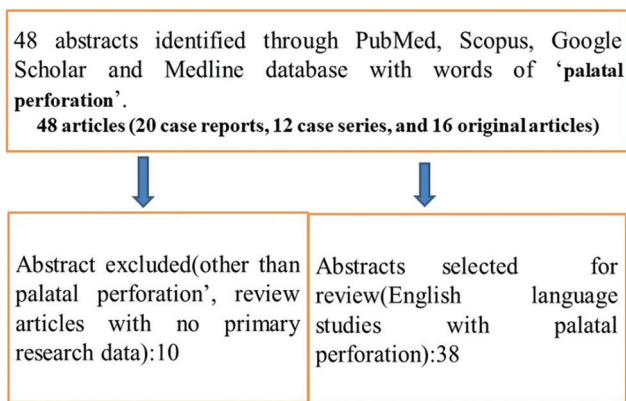 48 abstracts identified through PubMed, Scopus, Google
Scholar and Medline database with words of ‘palatal
perforation’.
48 articles (20 case reports, 12 case series, and 16 original articles)
Abstract excluded(other than
palatal perforation’, review
articles with no primary
research data):10
Abstracts selected for
review(English language
studies with palatal
perforation):38